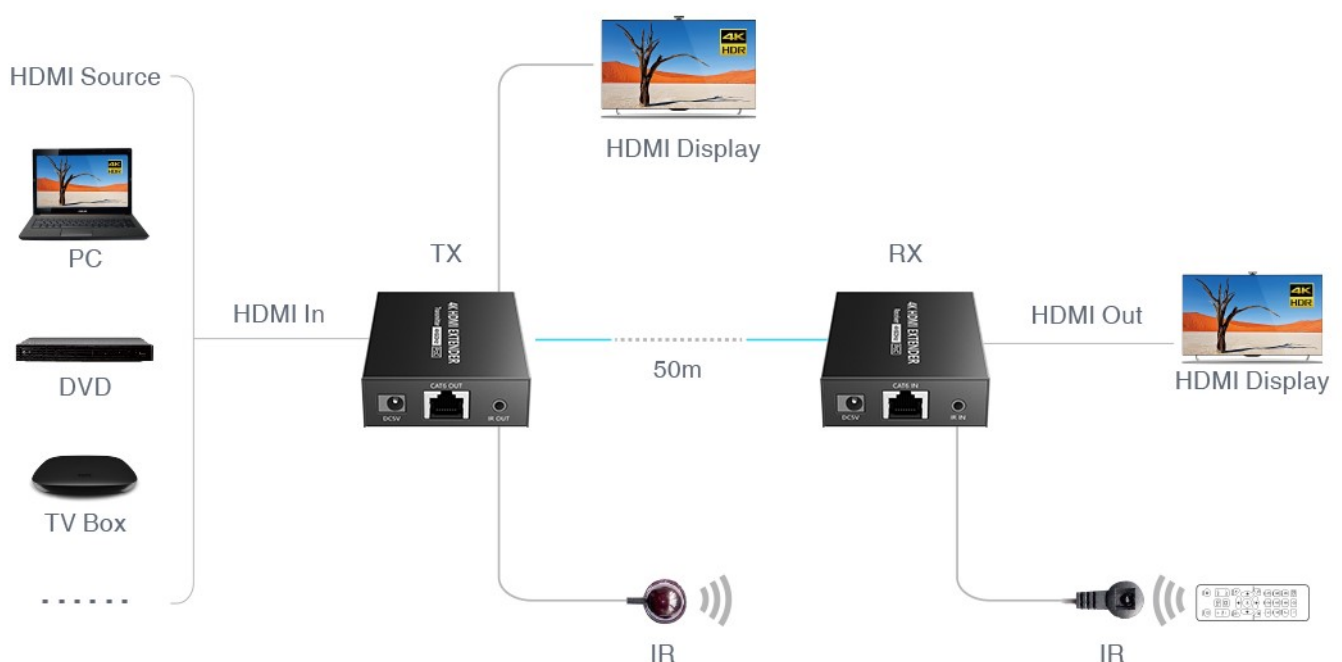 HDMI Source
4K
HDR
PC
DVD
TV Box
......
HDMI In
TX
4K HDMI EXTENDER
CAT6 OUT
DC5V
IR OUT
4K
HDR
HDMI Display
50m
RX
4K HDMI EXTENDER
CAT6 IN
DC5V
IR IN
HDMI Out
4K
HDR
HDMI Display
IR
IR